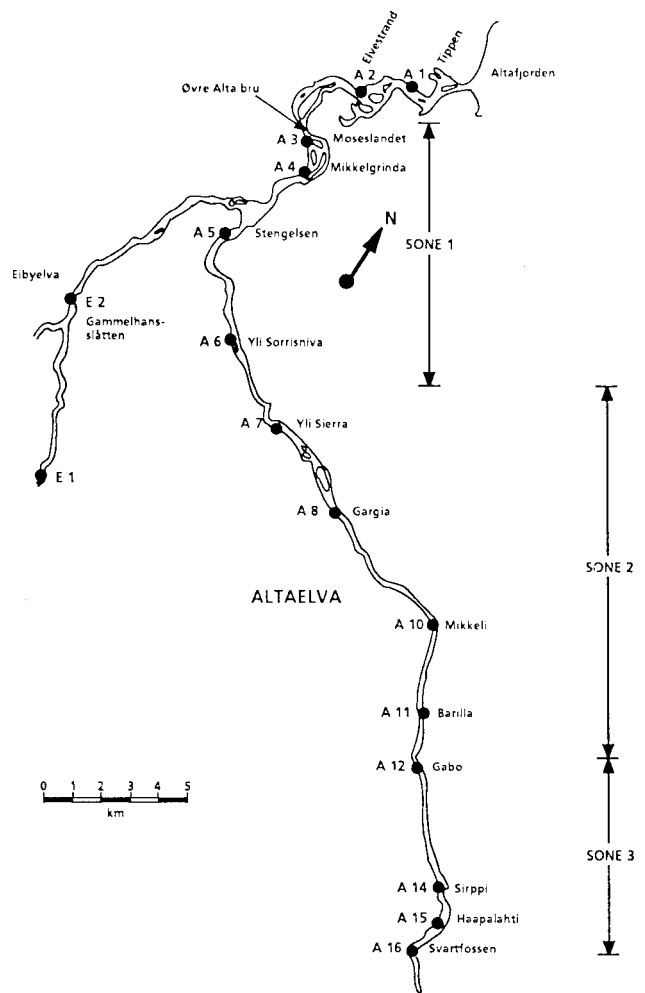 Elvestrand
Tippen
A 2
A 1
Altafjorden
Øvre Alta bru
A 3
Moseslandet
A 4
Mikkelgrinda
N
A 5
Stengelsen
SONE 1
Eibyelva
E 2
Gammelhans-
slåtten
A 6
Yli Sorrisniva
A 7
Yli Sierra
E 1
A 8
Gargia
SONE 2
ALTAELVA
A 10
Mikkeli
A 11
Barilla
A 12
Gabo
0 1 2 3 4 5
km
SONE 3
A 14
Sirppi
A 15
Haapalahti
A 16
Svartfossen